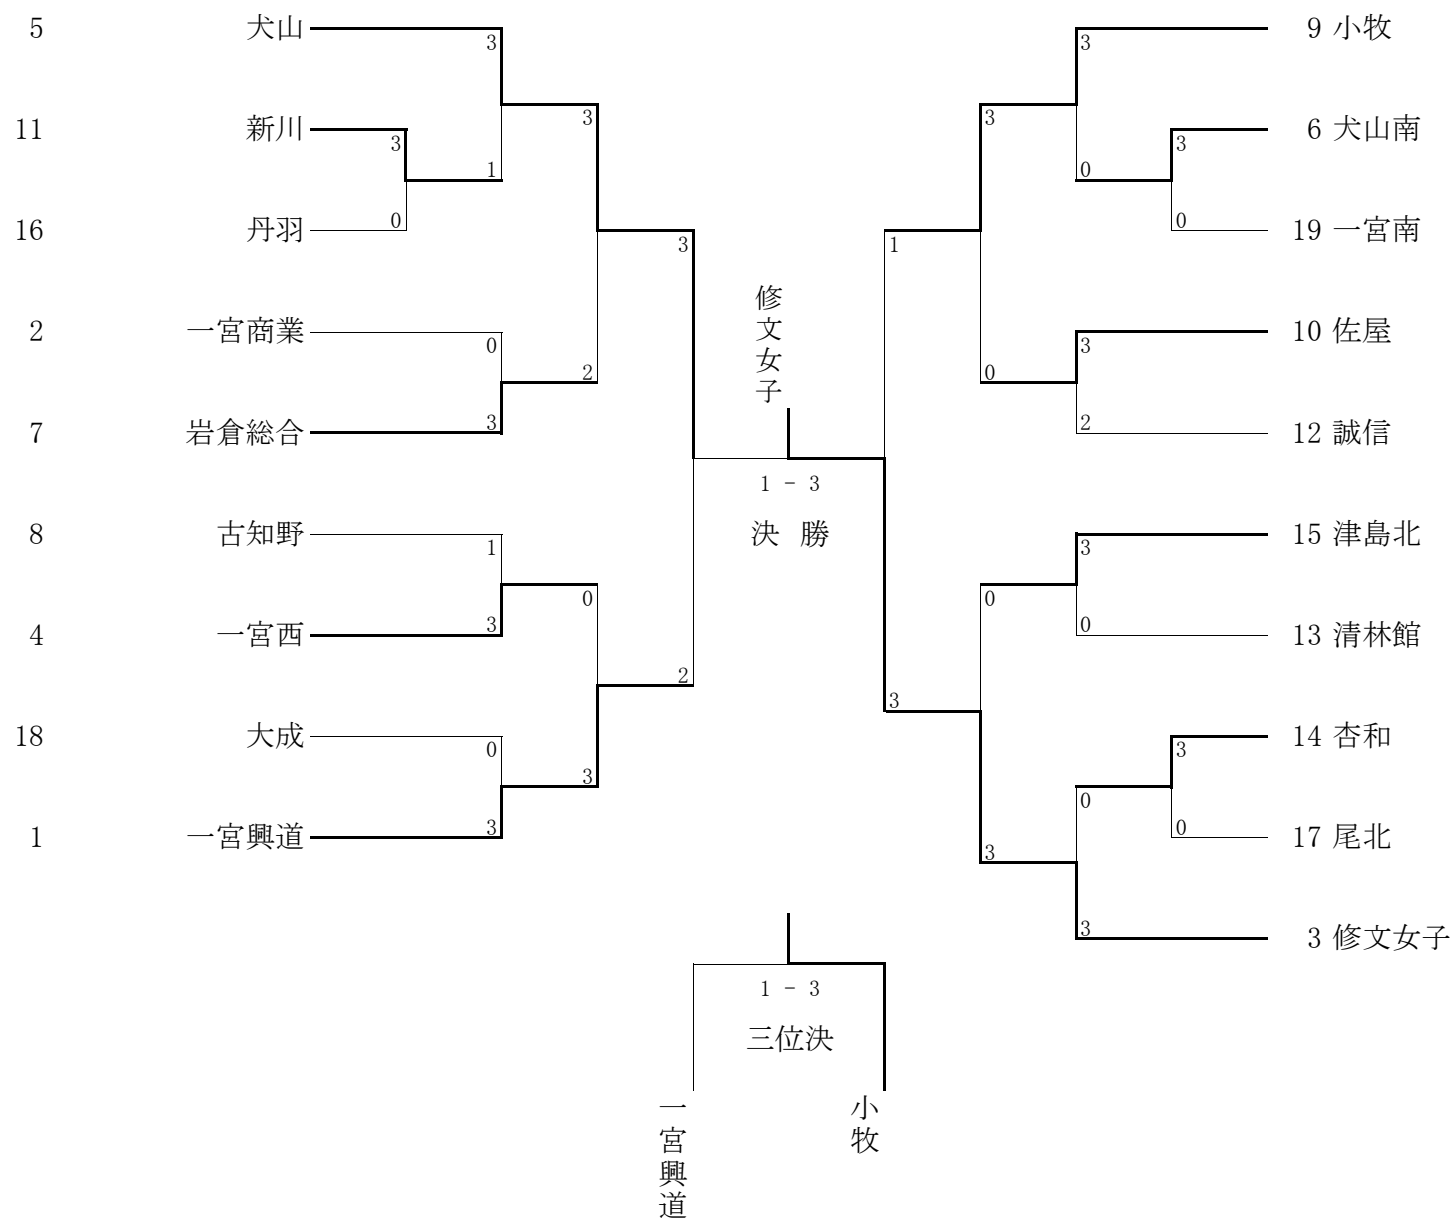 5 犬山
3
11 新川
3
1
16 丹羽
0
3
2 一宮商業
0
2
7 岩倉総合
3
3
8 古知野
1
0
4 一宮西
3
2
18 大成
0
3
1 一宮興道
3
修文女子
1 - 3
決 勝
9 小牧
3
3
6 犬山南
3
0
19 一宮南
0
1
10 佐屋
3
0
12 誠信
2
15 津島北
3
0
13 清林館
0
3
14 杏和
3
0
17 尾北
0
3
3 修文女子
3
1 - 3
三位決
一宮興道
小牧